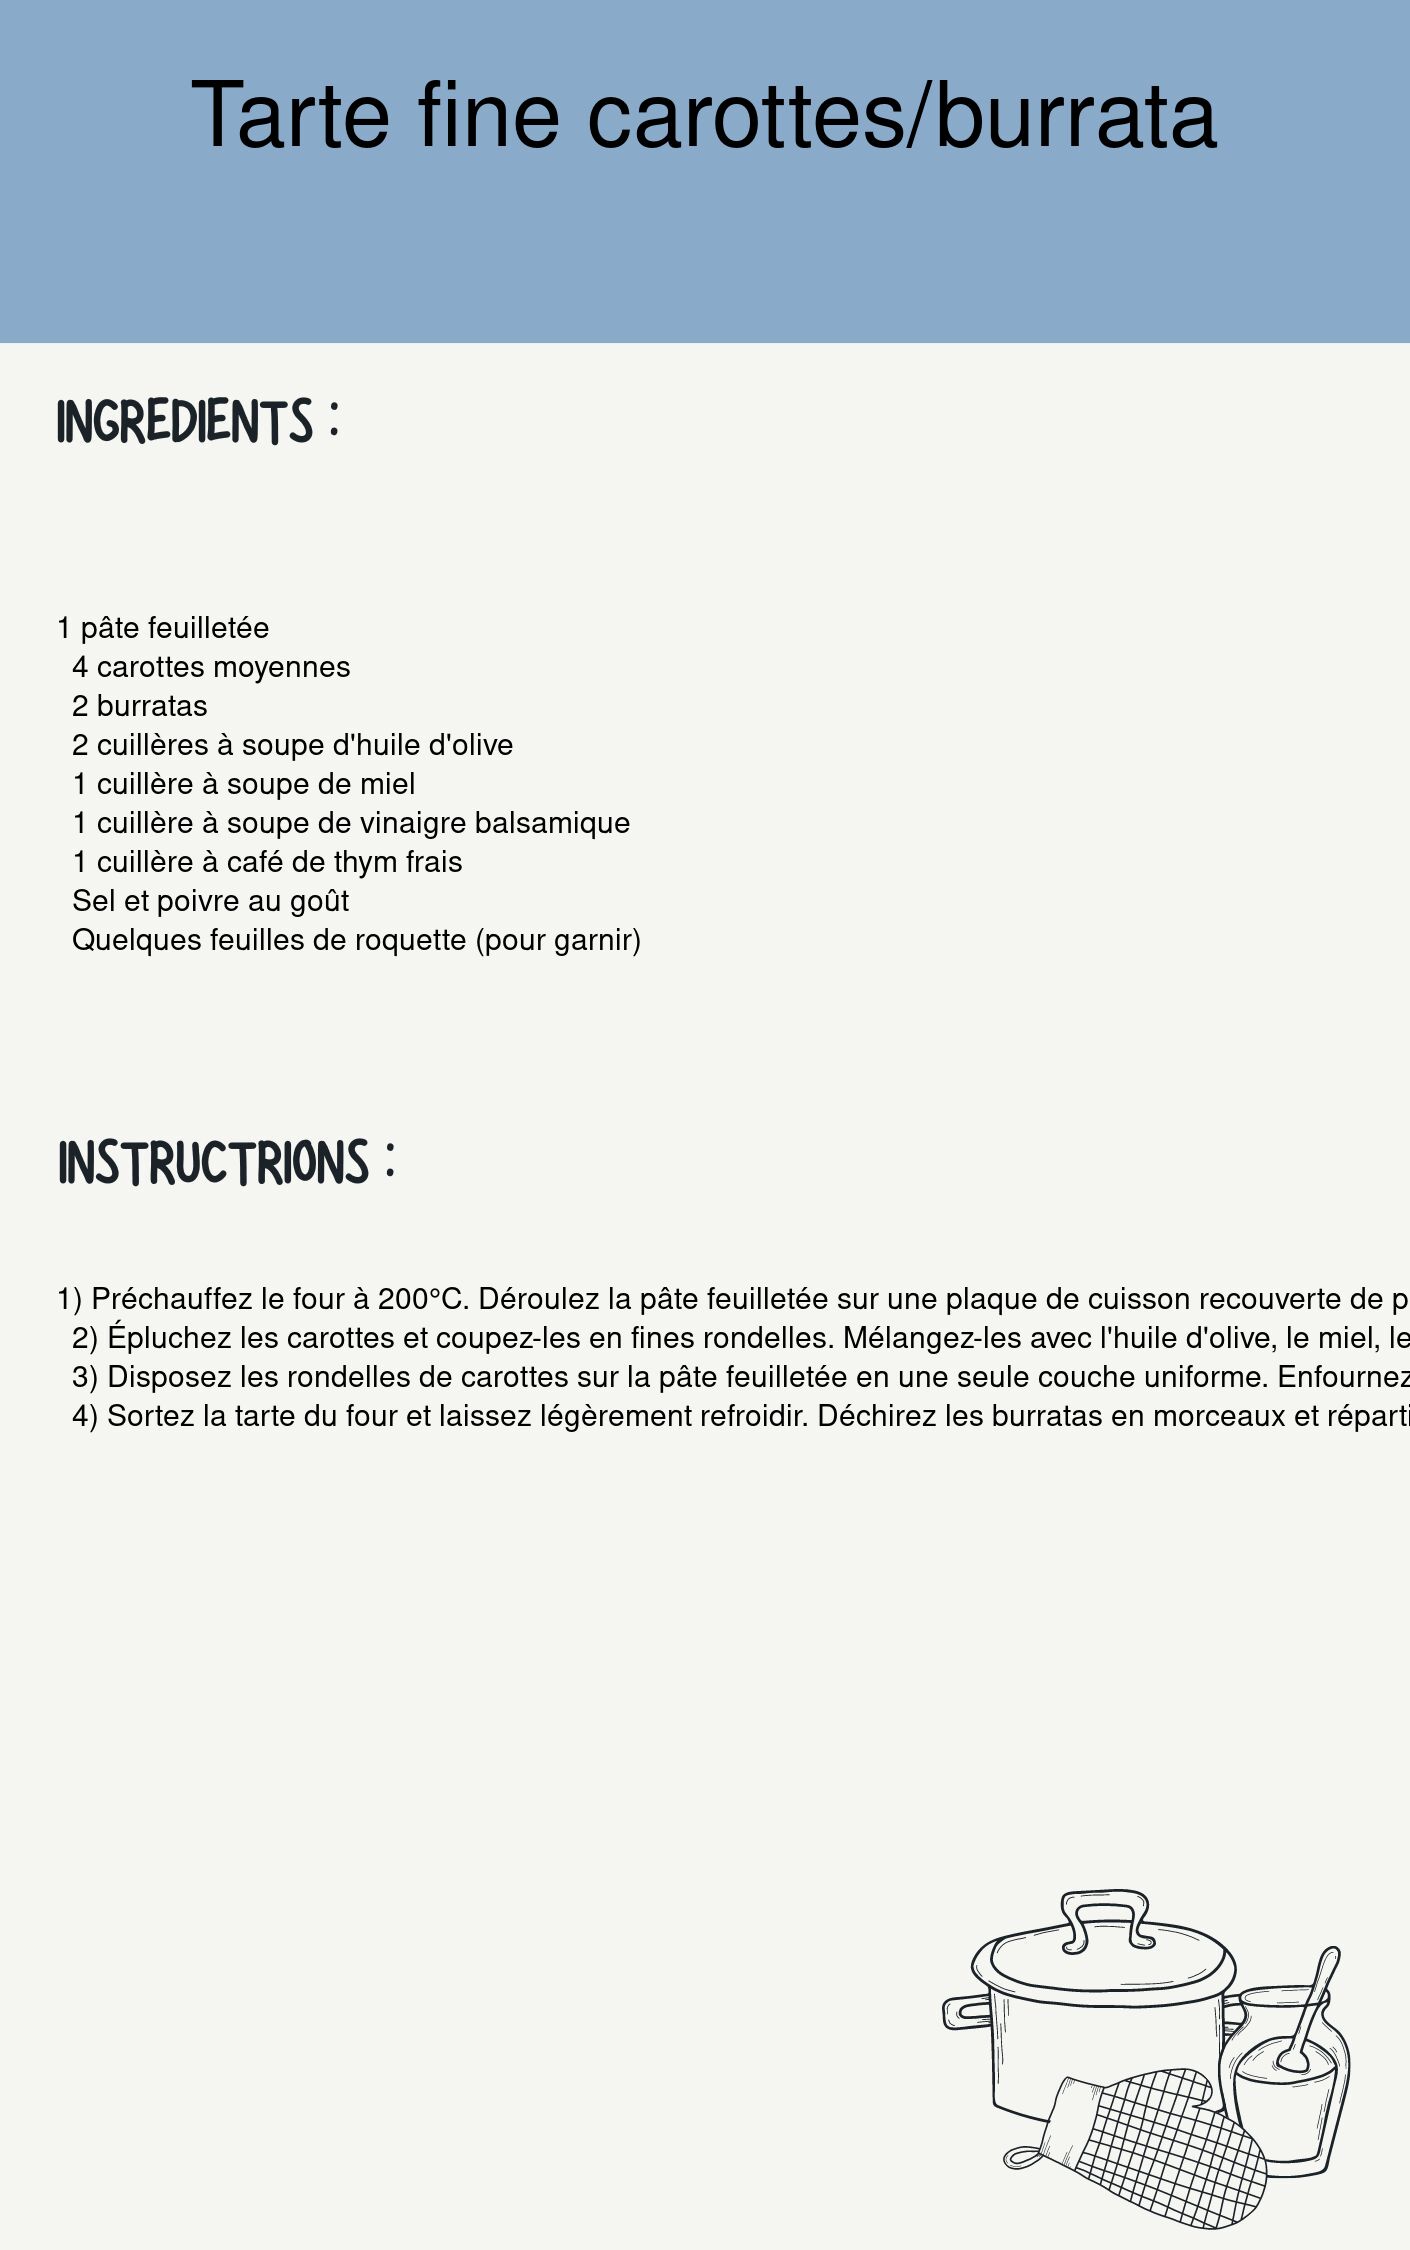 Tarte fine carottes/burrata
INGREDIENTS :
1 pâte feuilletée
4 carottes moyennes
2 burratas
2 cuillères à soupe d'huile d'olive
1 cuillère à soupe de miel
1 cuillère à soupe de vinaigre balsamique
1 cuillère à café de thym frais
Sel et poivre au goût
Quelques feuilles de roquette (pour garnir)
INSTRUCTRIONS :
1) Préchauffez le four à 200°C. Déroulez la pâte feuilletée sur une plaque de cuisson recouverte de
2) Épluchez les carottes et coupez-les en fines rondelles. Mélangez-les avec l'huile d'olive, le miel, le
3) Disposez les rondelles de carottes sur la pâte feuilletée en une seule couche uniforme. Enfournez
4) Sortez la tarte du four et laissez légèrement refroidir. Déchirez les burratas en morceaux et